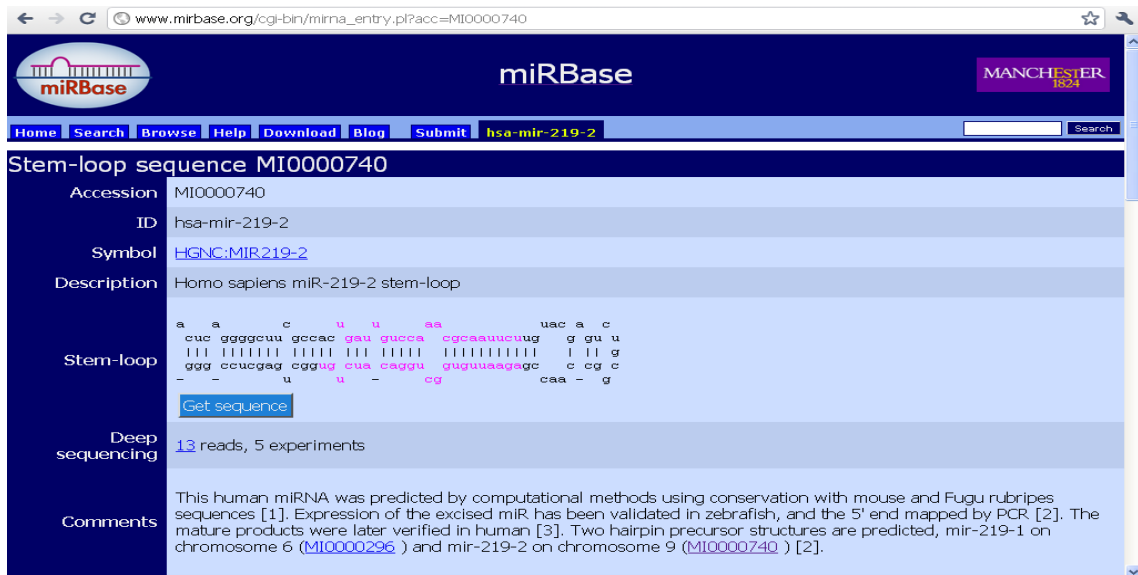 www.mirbase.org/cgi-bin/mirna_entry.pl?acc=MI0000740
miRBase
miRBase
MANCHESTER
1824
Home Search Browse Help Download Blog Submit hsa-mir-219-2
Search
Stem-loop sequence MI0000740
Accession MI0000740
ID hsa-mir-219-2
Symbol HGNC:MIR219-2
Description Homo sapiens miR-219-2 stem-loop
Stem-loop
a   a       c     u   u     aa           uac a  c
 cuc ggggcuu gccac gau gucca  cgcaauucuug   g gu u
 ||| ||||||| ||||| ||| |||||  |||||||||||   | || g
 ggg ccucgag cggug cua caggu  guguuaagagc   c cg c
-   -       u     u   -     cg           caa -  g
Get sequence
Deep
sequencing
13 reads, 5 experiments
Comments
This human miRNA was predicted by computational methods using conservation with mouse and Fugu rubripes
sequences [1]. Expression of the excised miR has been validated in zebrafish, and the 5' end mapped by PCR [2]. The
mature products were later verified in human [3]. Two hairpin precursor structures are predicted, mir-219-1 on
chromosome 6 (MI0000296 ) and mir-219-2 on chromosome 9 (MI0000740 ) [2].